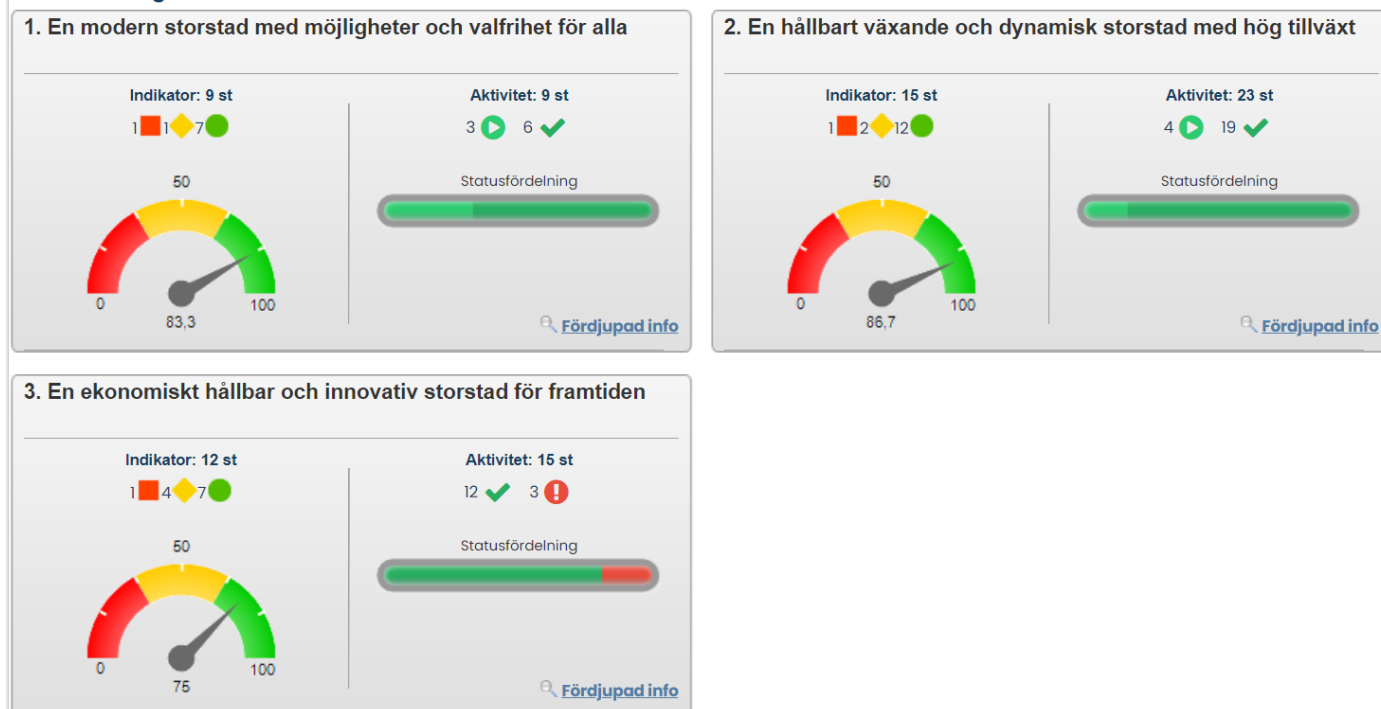 1. En modern storstad med möjligheter och valfrihet för alla
Indikator: 9 st
1 1 7
50
0
100
83,3
Aktivitet: 9 st
3 6
Statusfördelning
Fördjupad info
2. En hållbart växande och dynamisk storstad med hög tillväxt
Indikator: 15 st
1 2 12
50
0
100
86,7
Aktivitet: 23 st
4 19
Statusfördelning
Fördjupad info
3. En ekonomiskt hållbar och innovativ storstad för framtiden
Indikator: 12 st
1 4 7
50
0
100
75
Aktivitet: 15 st
12 3
Statusfördelning
Fördjupad info